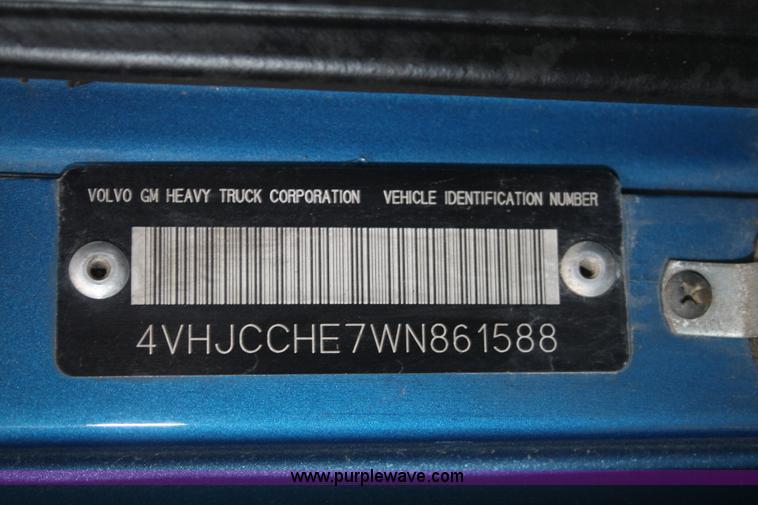 VOLVO GM HEAVY TRUCK CORPORATION VEHICLE IDENTIFICATION NUMBER
4VHJCCHE7WN861588
www.purplewave.com